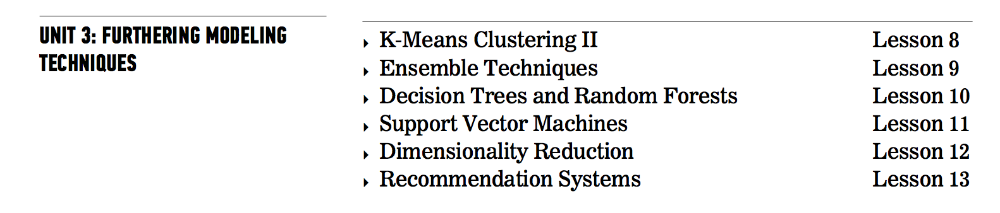 UNIT 3: FURTHERING MODELING
TECHNIQUES
K-Means Clustering II Lesson 8
Ensemble Techniques Lesson 9
Decision Trees and Random Forests Lesson 10
Support Vector Machines Lesson 11
Dimensionality Reduction Lesson 12
Recommendation Systems Lesson 13